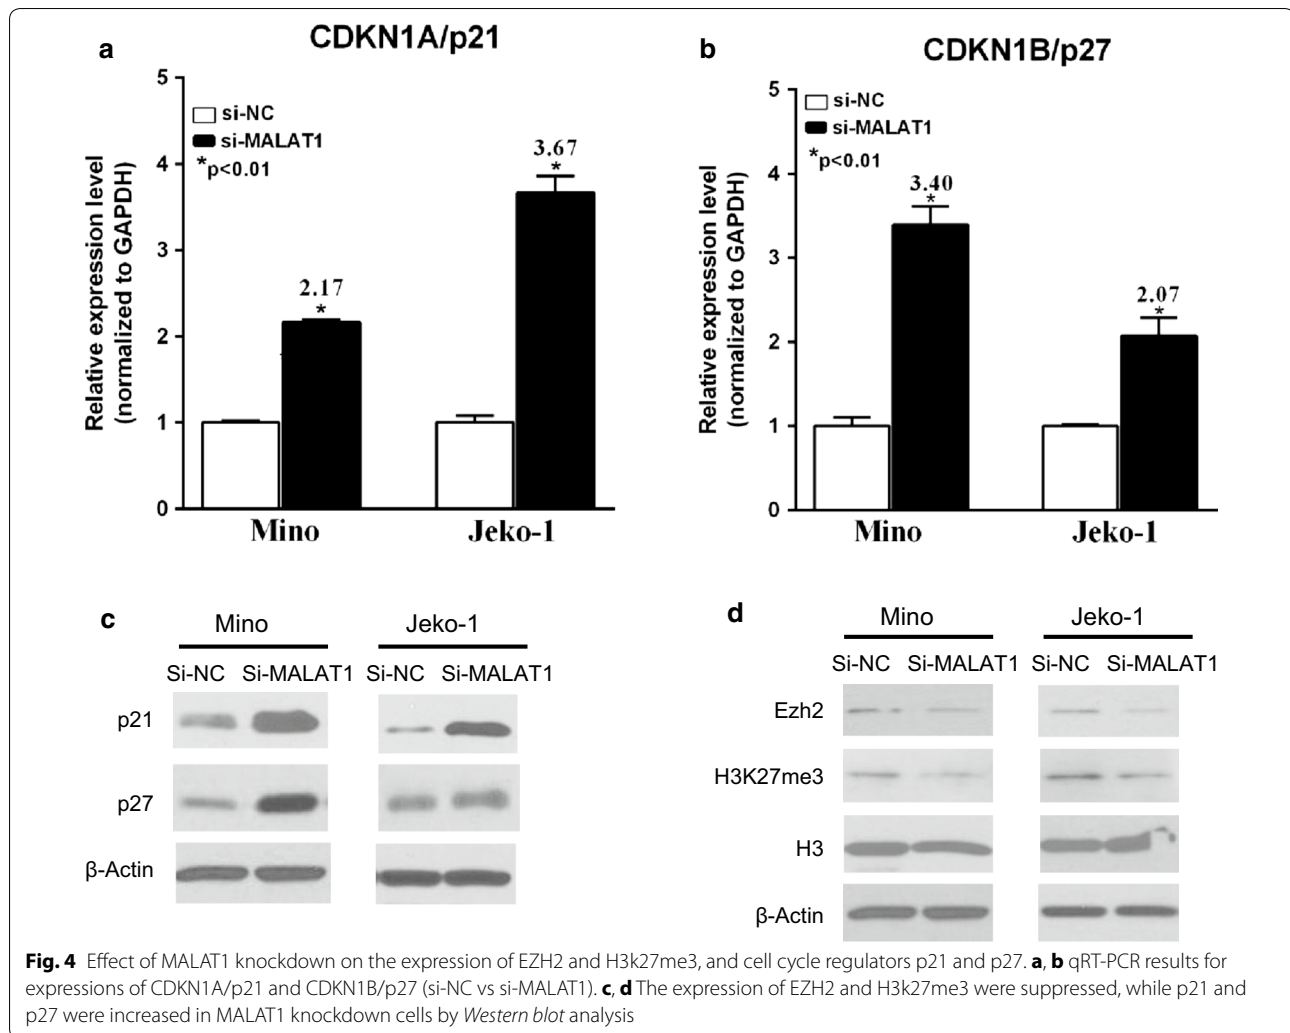 a
CDKN1A/p21
Relative expression level
(normalized to GAPDH)
5
4
3
2
1
0
si-NC
si-MALAT1
*p<0.01
2.17
*
3.67
*
Mino
Jeko-1
b
CDKN1B/p27
Relative expression level
(normalized to GAPDH)
5
4
3
2
1
0
si-NC
si-MALAT1
*p<0.01
3.40
*
2.07
*
Mino
Jeko-1
c
Mino
Jeko-1
Si-NC Si-MALAT1
Si-NC Si-MALAT1
p21
p27
β-Actin
d
Mino
Jeko-1
Si-NC Si-MALAT1
Si-NC Si-MALAT1
Ezh2
H3K27me3
H3
β-Actin
Fig. 4 Effect of MALAT1 knockdown on the expression of EZH2 and H3k27me3, and cell cycle regulators p21 and p27. a, b qRT-PCR results for
expressions of CDKN1A/p21 and CDKN1B/p27 (si-NC vs si-MALAT1). c, d The expression of EZH2 and H3k27me3 were suppressed, while p21 and
p27 were increased in MALAT1 knockdown cells by Western blot analysis